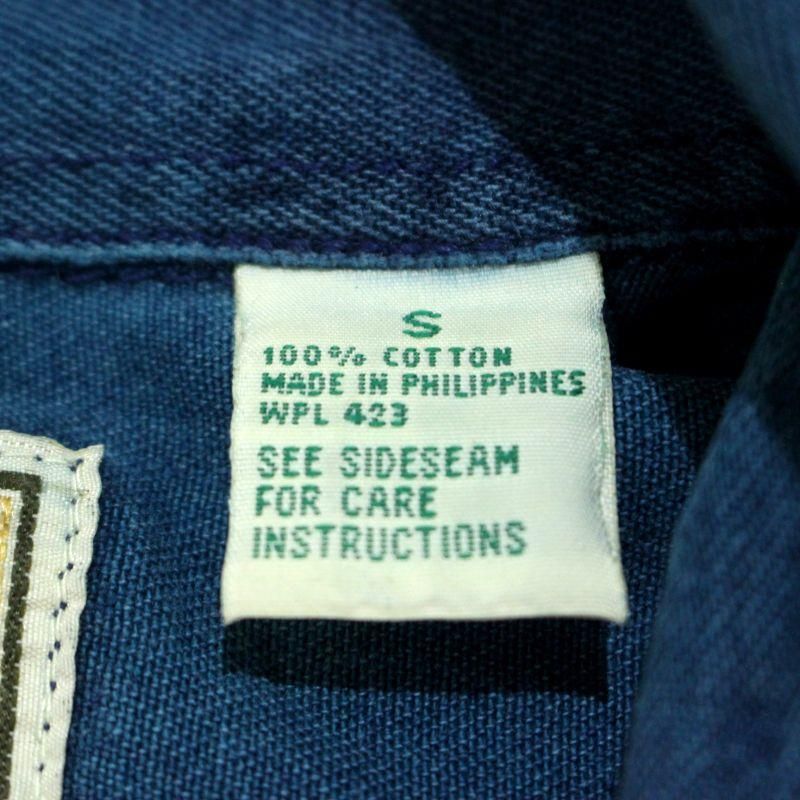 S
100% COTTON
MADE IN PHILIPPINES
WPL 423
SEE SIDESEAM
FOR CARE
INSTRUCTIONS